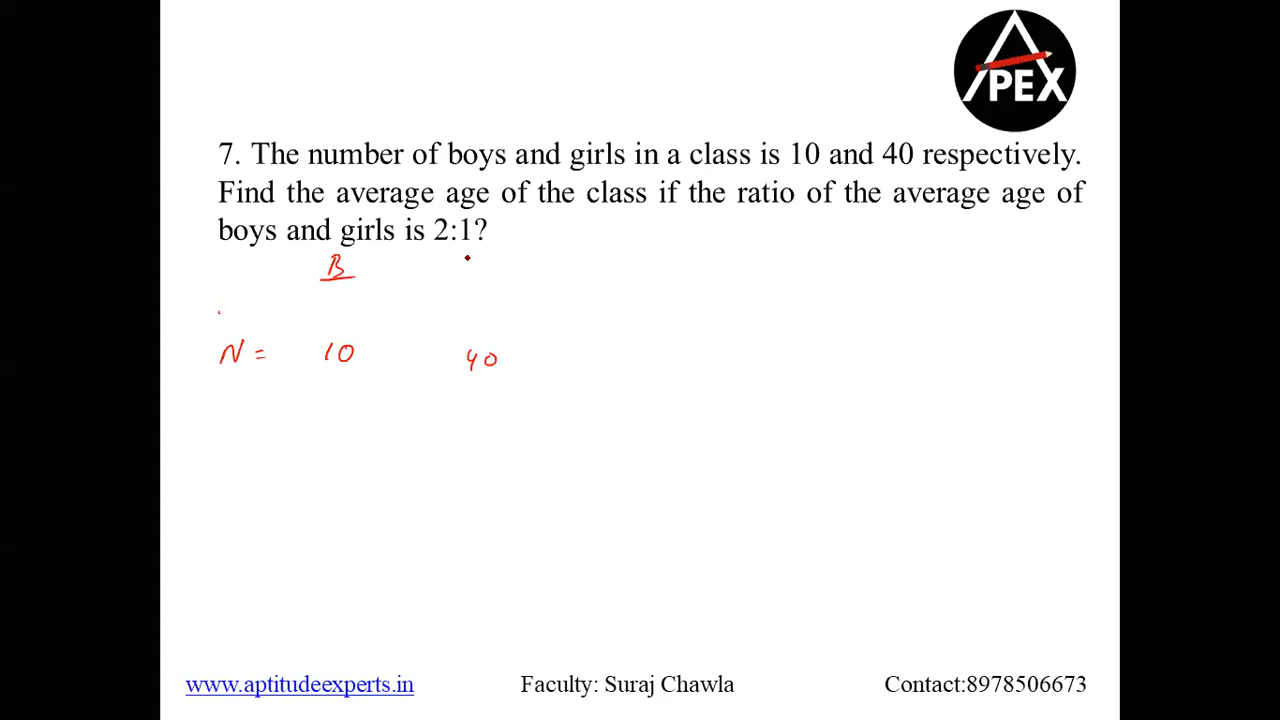 APEX
7. The number of boys and girls in a class is 10 and 40 respectively.
Find the average age of the class if the ratio of the average age of
boys and girls is 2:1?
B
N = 10 40
www.aptitudeexperts.in Faculty: Suraj Chawla Contact:8978506673